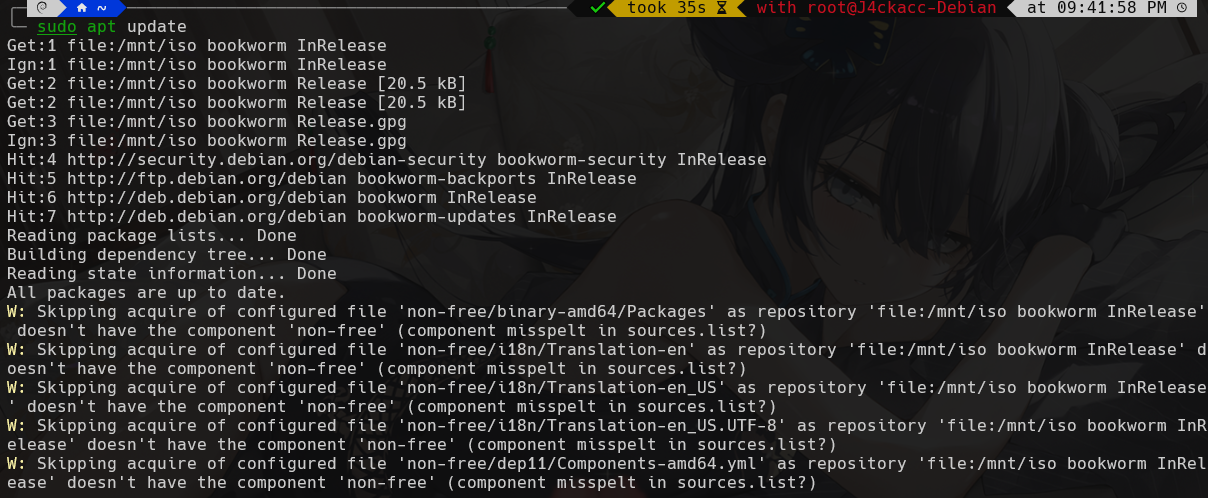 ~ took 35s with root@J4ckacc-Debian at 09:41:58 PM
sudo apt update
Get:1 file:/mnt/iso bookworm InRelease
Ign:1 file:/mnt/iso bookworm InRelease
Get:2 file:/mnt/iso bookworm Release [20.5 kB]
Get:2 file:/mnt/iso bookworm Release [20.5 kB]
Get:3 file:/mnt/iso bookworm Release.gpg
Ign:3 file:/mnt/iso bookworm Release.gpg
Hit:4 http://security.debian.org/debian-security bookworm-security InRelease
Hit:5 http://ftp.debian.org/debian bookworm-backports InRelease
Hit:6 http://deb.debian.org/debian bookworm InRelease
Hit:7 http://deb.debian.org/debian bookworm-updates InRelease
Reading package lists... Done
Building dependency tree... Done
Reading state information... Done
All packages are up to date.
W: Skipping acquire of configured file 'non-free/binary-amd64/Packages' as repository 'file:/mnt/iso bookworm InRelease'
 doesn't have the component 'non-free' (component misspelt in sources.list?)
W: Skipping acquire of configured file 'non-free/i18n/Translation-en' as repository 'file:/mnt/iso bookworm InRelease' d
oesn't have the component 'non-free' (component misspelt in sources.list?)
W: Skipping acquire of configured file 'non-free/i18n/Translation-en_US' as repository 'file:/mnt/iso bookworm InRelease
' doesn't have the component 'non-free' (component misspelt in sources.list?)
W: Skipping acquire of configured file 'non-free/i18n/Translation-en_US.UTF-8' as repository 'file:/mnt/iso bookworm InR
elease' doesn't have the component 'non-free' (component misspelt in sources.list?)
W: Skipping acquire of configured file 'non-free/dep11/Components-amd64.yml' as repository 'file:/mnt/iso bookworm InRel
ease' doesn't have the component 'non-free' (component misspelt in sources.list?)